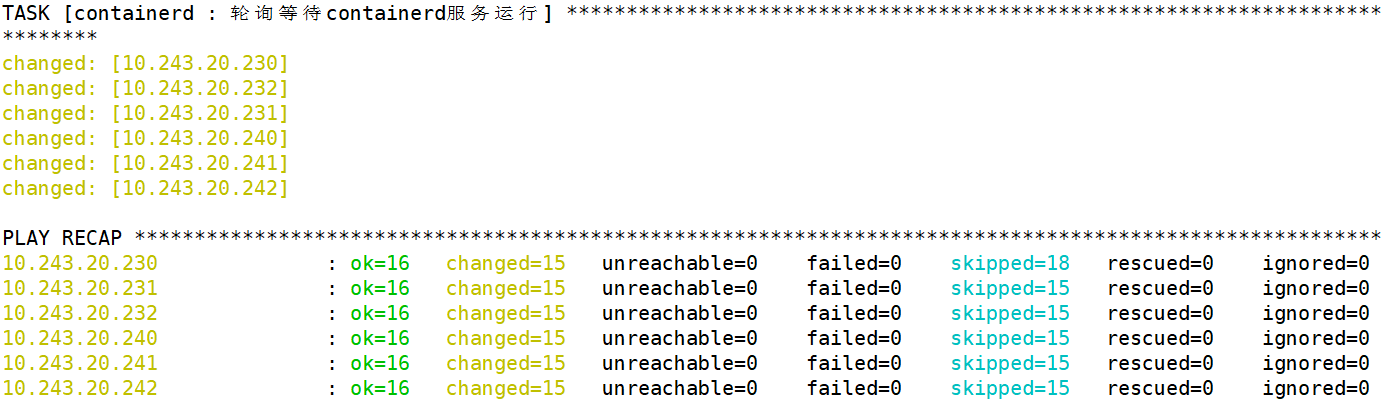 TASK [containerd : 轮询等待containerd服务运行] ********************************************************************
********
changed: [10.243.20.230]
changed: [10.243.20.232]
changed: [10.243.20.231]
changed: [10.243.20.240]
changed: [10.243.20.241]
changed: [10.243.20.242]
PLAY RECAP ********************************************************************************************************
10.243.20.230 : ok=16 changed=15 unreachable=0 failed=0 skipped=18 rescued=0 ignored=0
10.243.20.231 : ok=16 changed=15 unreachable=0 failed=0 skipped=15 rescued=0 ignored=0
10.243.20.232 : ok=16 changed=15 unreachable=0 failed=0 skipped=15 rescued=0 ignored=0
10.243.20.240 : ok=16 changed=15 unreachable=0 failed=0 skipped=15 rescued=0 ignored=0
10.243.20.241 : ok=16 changed=15 unreachable=0 failed=0 skipped=15 rescued=0 ignored=0
10.243.20.242 : ok=16 changed=15 unreachable=0 failed=0 skipped=15 rescued=0 ignored=0